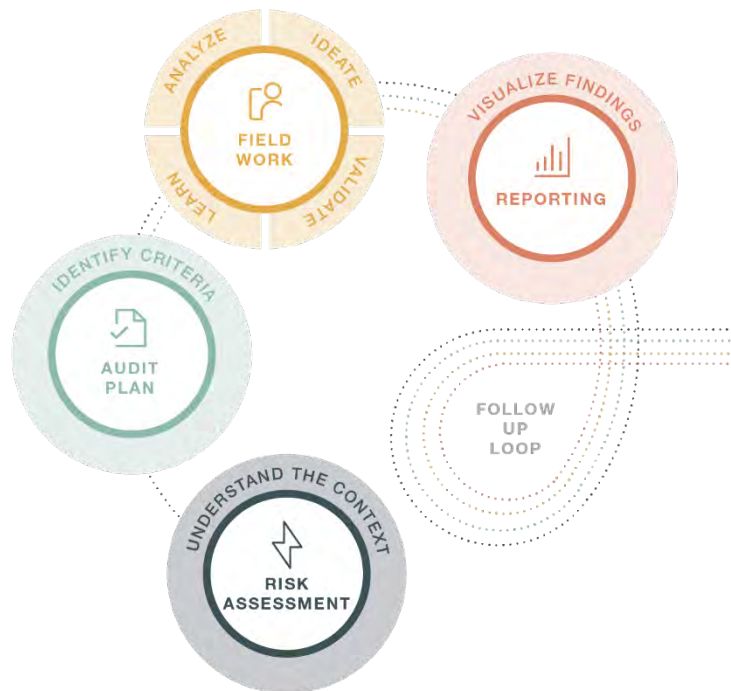 ANALYZE
IDEATE
FIELD
WORK
LEARN
VALIDATE
VISUALIZE FINDINGS
REPORTING
IDENTIFY CRITERIA
AUDIT
PLAN
FOLLOW
UP
LOOP
UNDERSTAND THE CONTEXT
RISK
ASSESSMENT